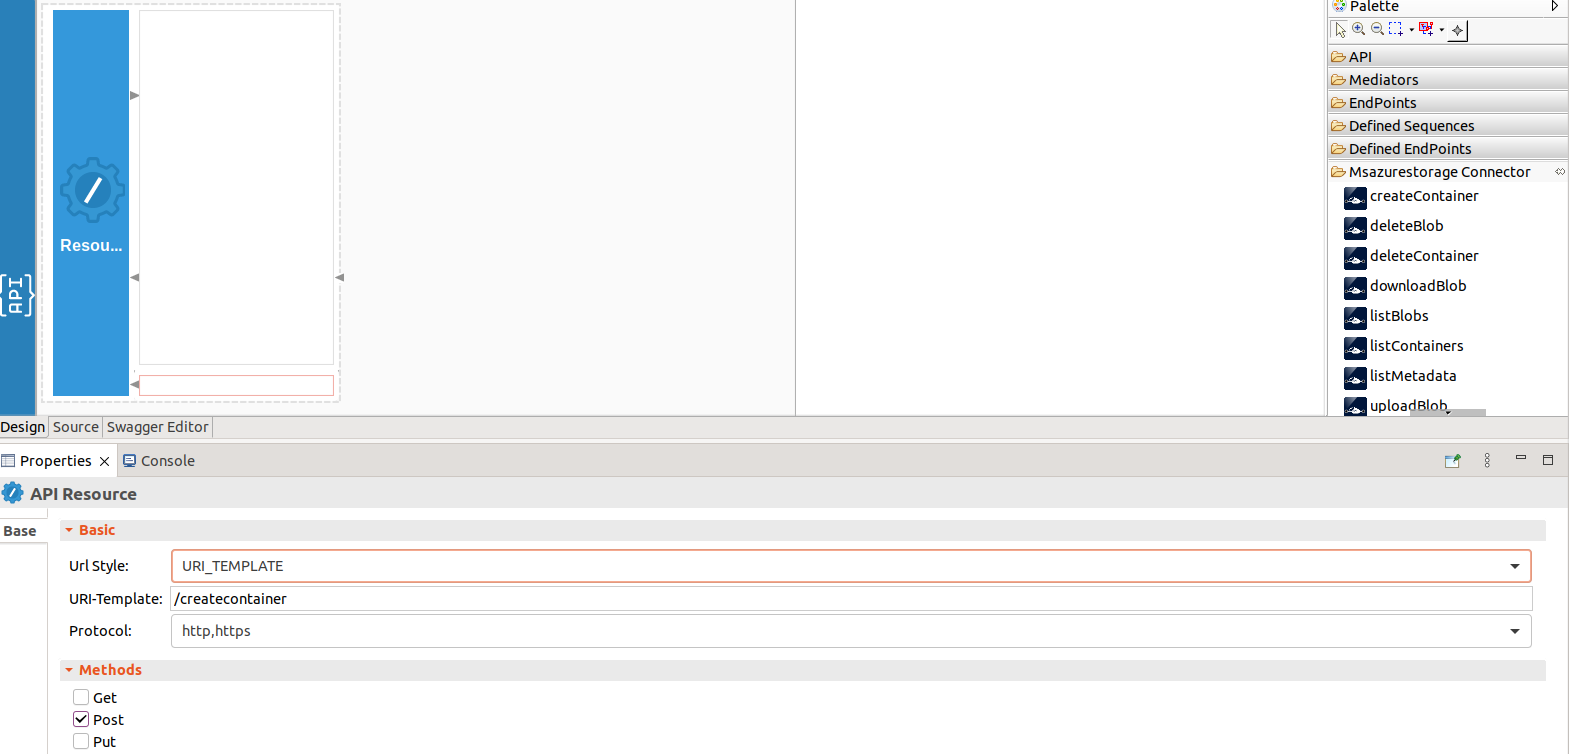 Palette
API
Mediators
EndPoints
Defined Sequences
Defined EndPoints
Msazurestorage Connector
createContainer
deleteBlob
deleteContainer
downloadBlob
listBlobs
listContainers
listMetadata
uploadBlob
Resou...
API
Design Source Swagger Editor
Properties Console
API Resource
Base
Basic
Url Style: URI_TEMPLATE
URI-Template: /createcontainer
Protocol: http,https
Methods
Get
Post
Put